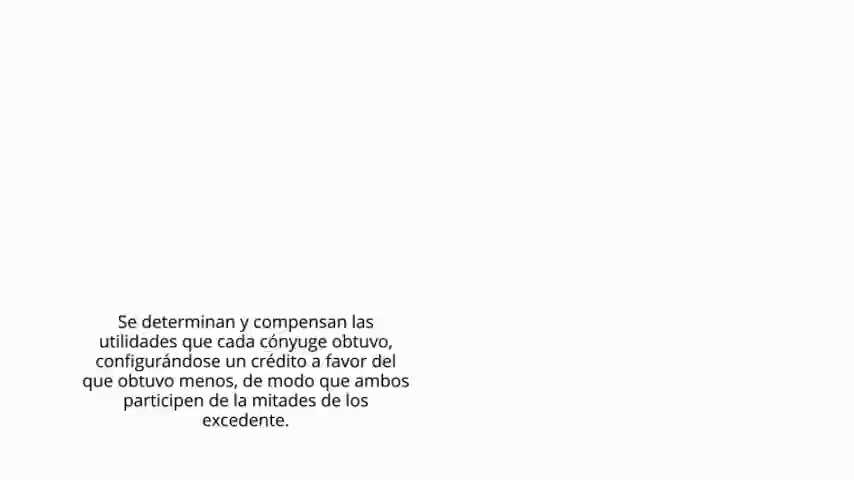 Se determinan y compensan las
utilidades que cada cónyuge obtuvo,
configurándose un crédito a favor del
que obtuvo menos, de modo que ambos
participen de la mitades de los
excedente.